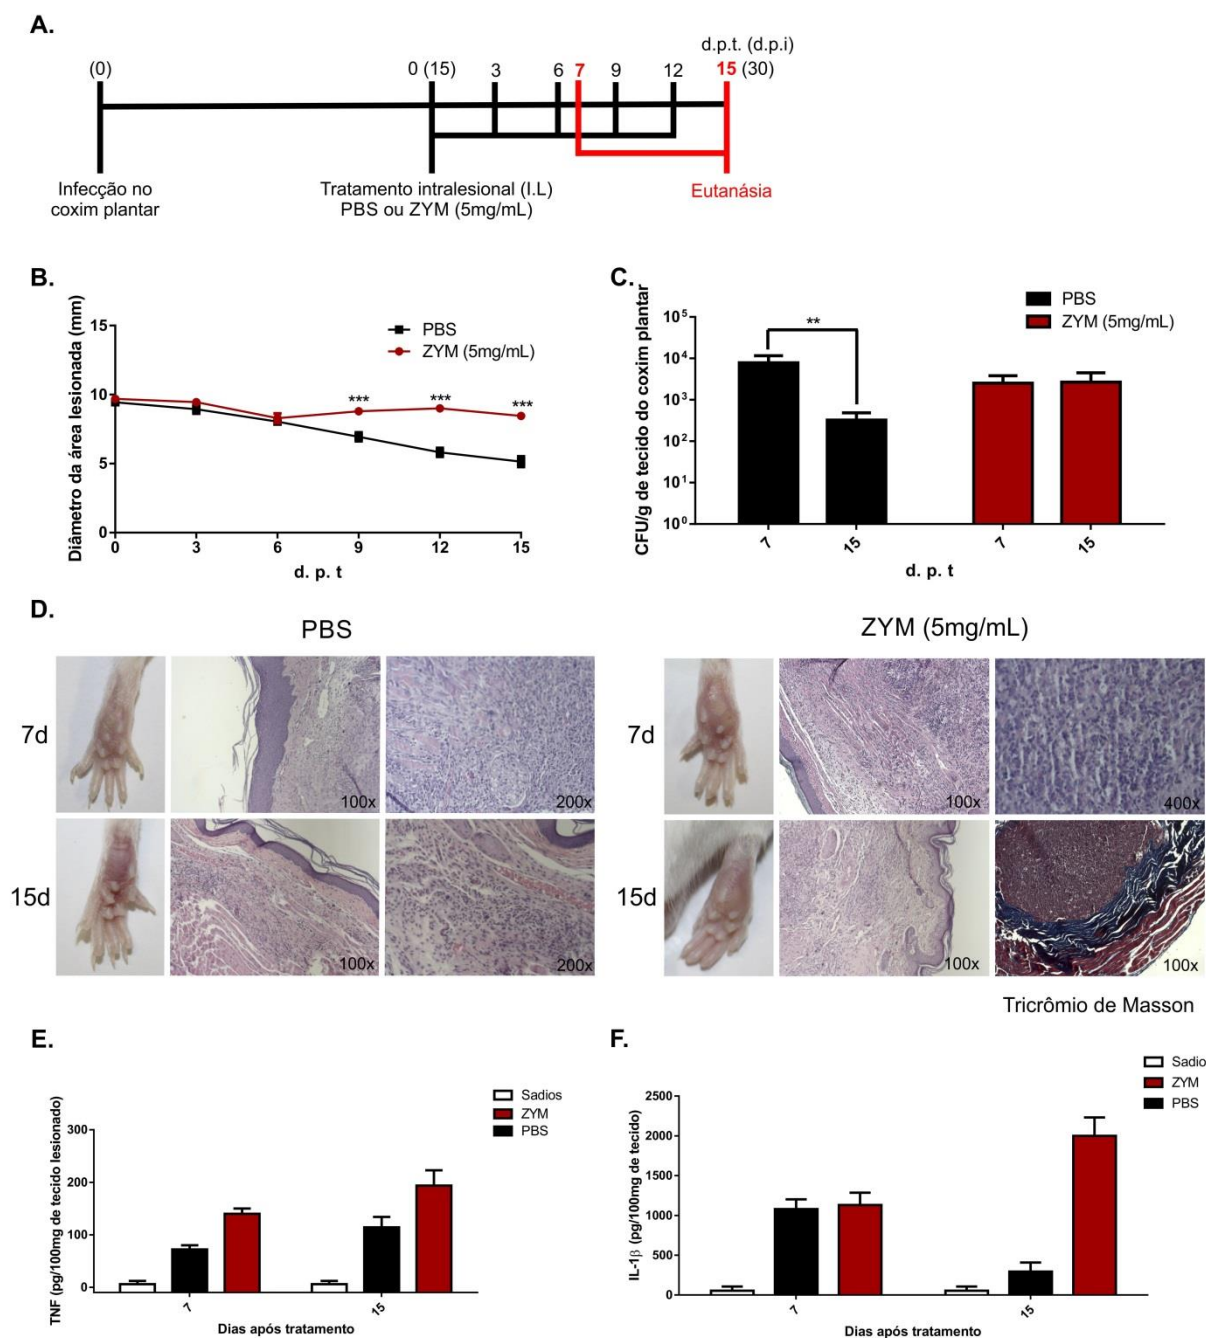 A.
d.p.t. (d.p.i)
(0)
0 (15)
3
6
7
9
12
15 (30)
Infecção no
coxim plantar
Tratamento intralesional (I.L)
PBS ou ZYM (5mg/mL)
Eutanásia
B.
Diâmetro da área lesionada (mm)
15
10
5
0
PBS
ZYM (5mg/mL)
***
***
***
0
3
6
9
12
15
d. p. t
C.
CFU/g de tecido do coxim plantar
10⁵
10⁴
10³
10²
10¹
10⁰
PBS
ZYM (5mg/mL)
**
7
15
7
15
d. p. t
D.
PBS
ZYM (5mg/mL)
7d
100x
200x
7d
100x
400x
15d
100x
200x
15d
100x
100x
Tricrômio de Masson
E.
TNF (pg/100mg de tecido lesionado)
300
200
100
0
Sadios
ZYM
PBS
7
15
Dias após tratamento
F.
IL-1β (pg/100mg de tecido)
2500
2000
1500
1000
500
0
Sadio
ZYM
PBS
7
15
Dias após tratamento